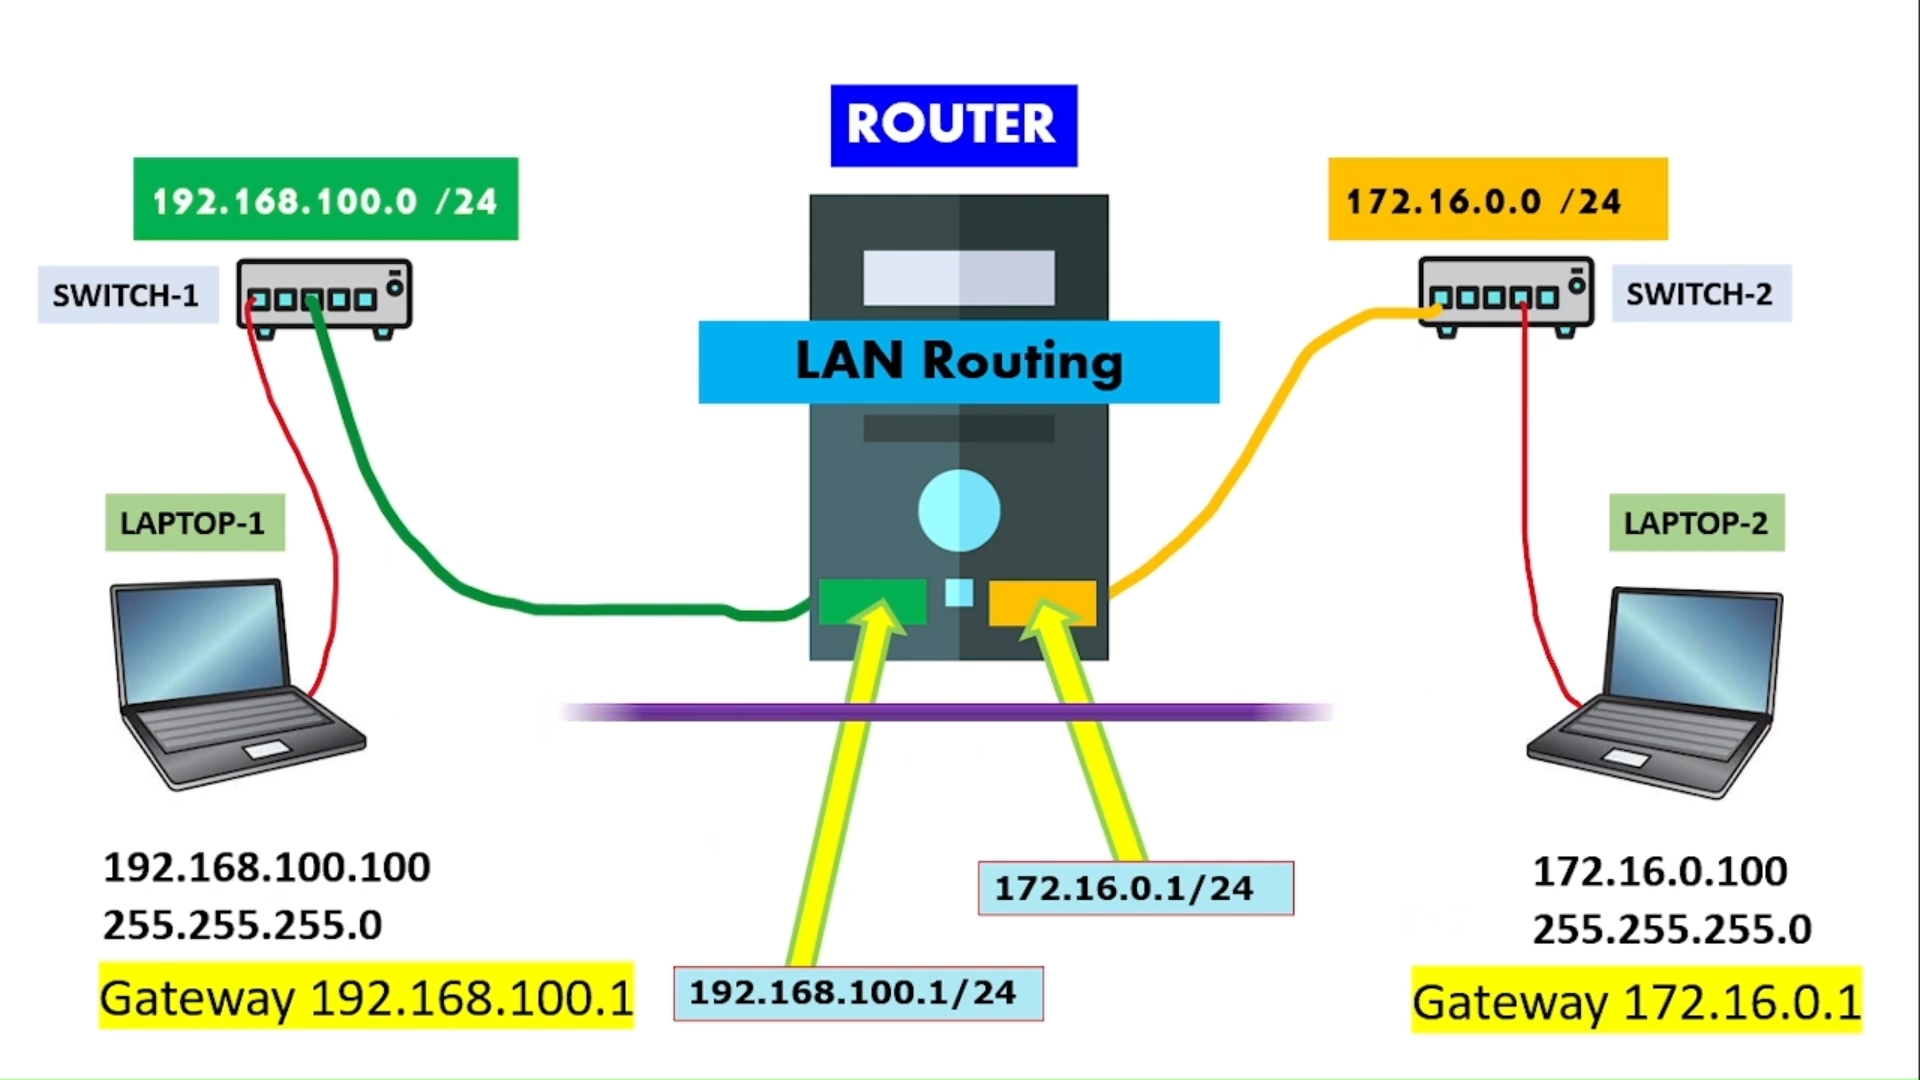 ROUTER
192.168.100.0 /24
172.16.0.0 /24
SWITCH-1
SWITCH-2
LAN Routing
LAPTOP-1
LAPTOP-2
192.168.100.100
255.255.255.0
Gateway 192.168.100.1
172.16.0.1/24
192.168.100.1/24
172.16.0.100
255.255.255.0
Gateway 172.16.0.1